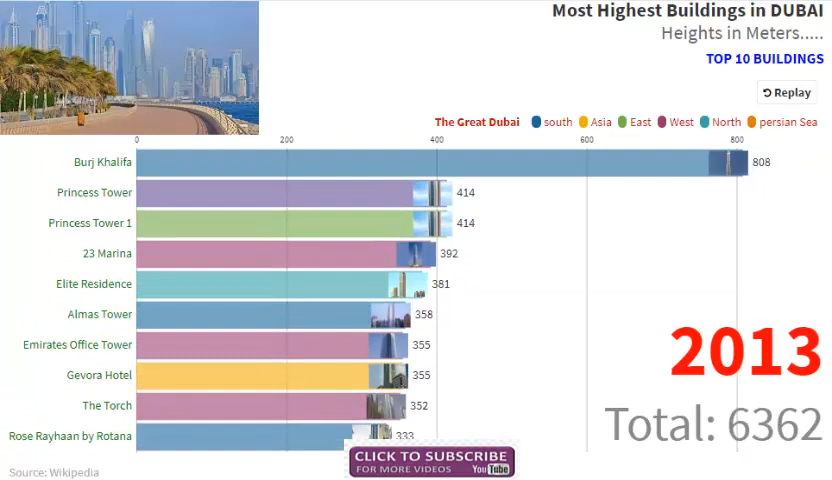 Most Highest Buildings in DUBAI
Heights in Meters.....
TOP 10 BUILDINGS
Replay
The Great Dubai south Asia East West North persian Sea
0 200 400 600 800
Burj Khalifa 808
Princess Tower 414
Princess Tower 1 414
23 Marina 392
Elite Residence 381
Almas Tower 358
Emirates Office Tower 355
Gevora Hotel 355
The Torch 352
Rose Rayhaan by Rotana 333
2013
Total: 6362
CLICK TO SUBSCRIBE
FOR MORE VIDEOS YouTube
Source: Wikipedia